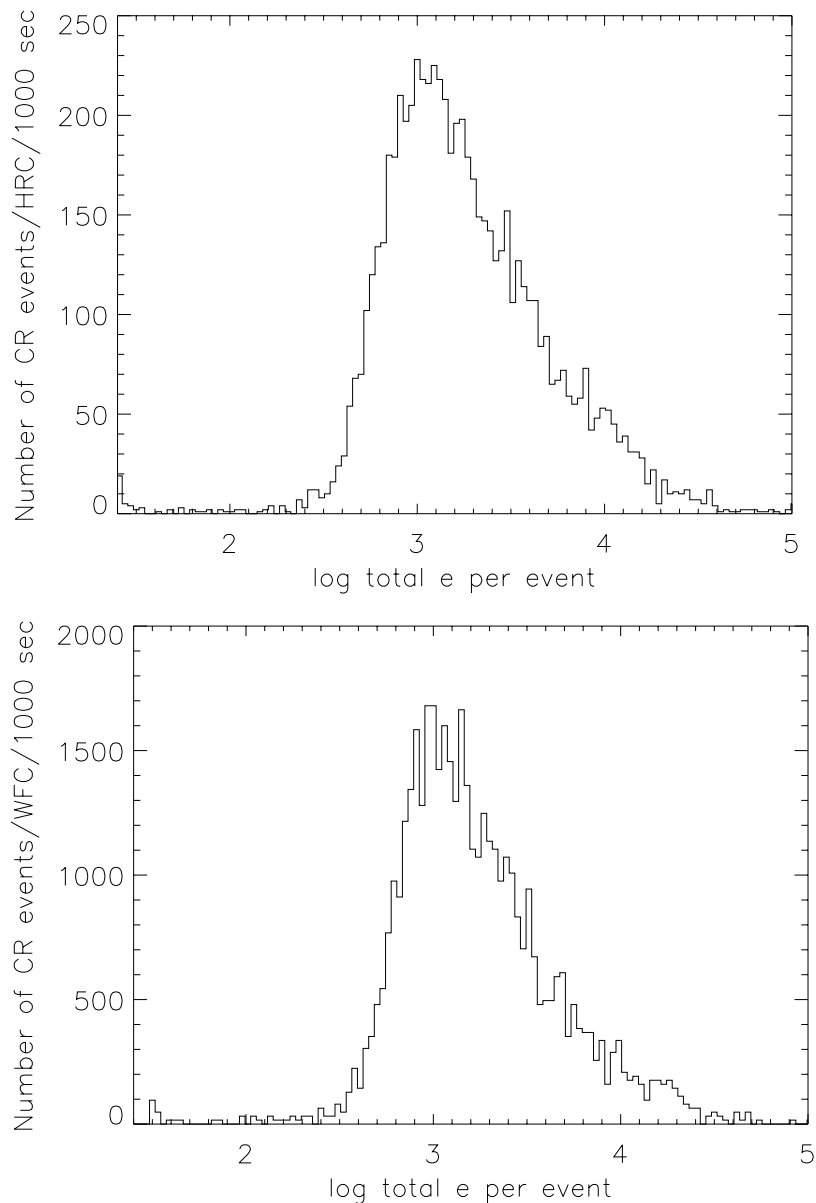 250
200
150
100
50
0
Number of CR events/HRC/1000 sec
2 3 4 5
log total e per event
2000
1500
1000
500
0
Number of CR events/WFC/1000 sec
2 3 4 5
log total e per event